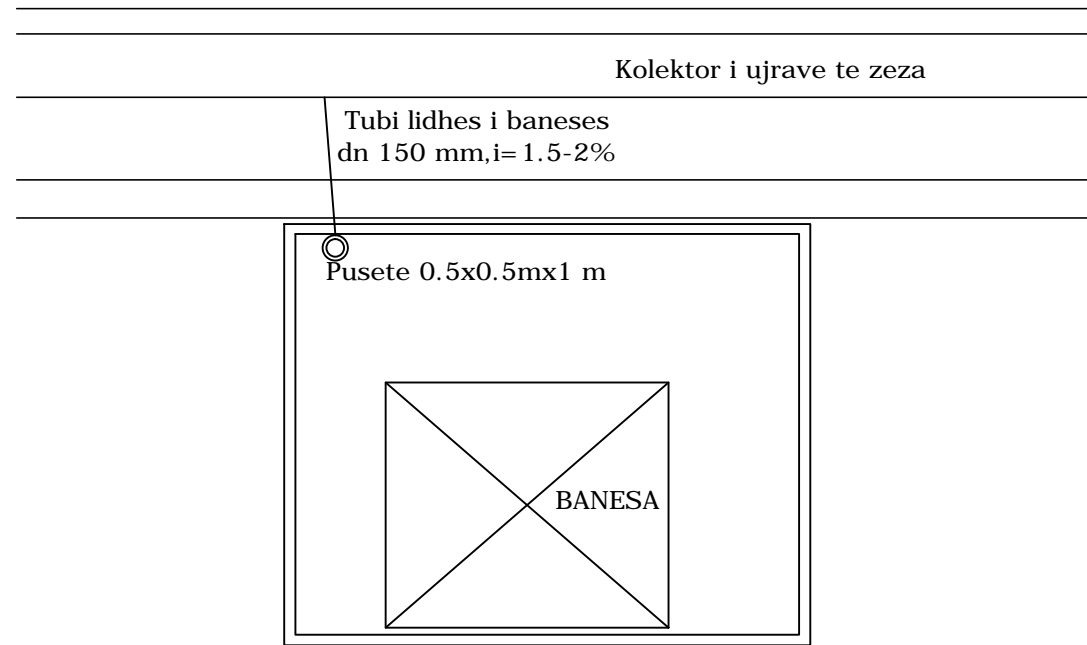 Kolektor i ujrave te zeza
Tubi lidhes i baneses
dn 150 mm,i=1.5-2%
Pusete 0.5x0.5mx1 m
BANESA